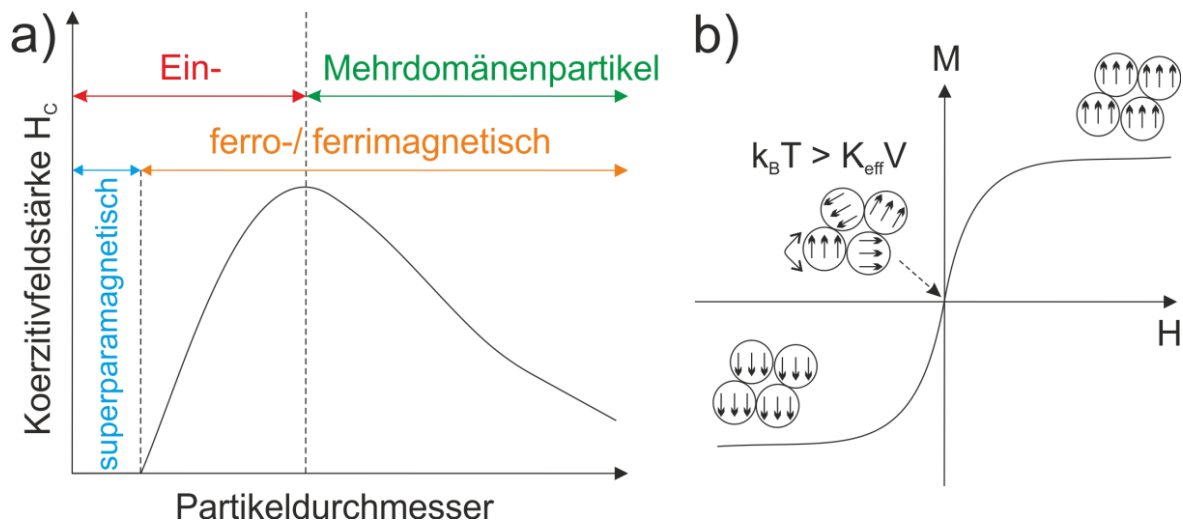 a)
Ein-
Mehrdomänenpartikel
ferro-/ ferrimagnetisch
superparamagnetisch
Koerzitivfeldstärke H_C
Partikeldurchmesser
b)
M
k_BT > K_effV
H